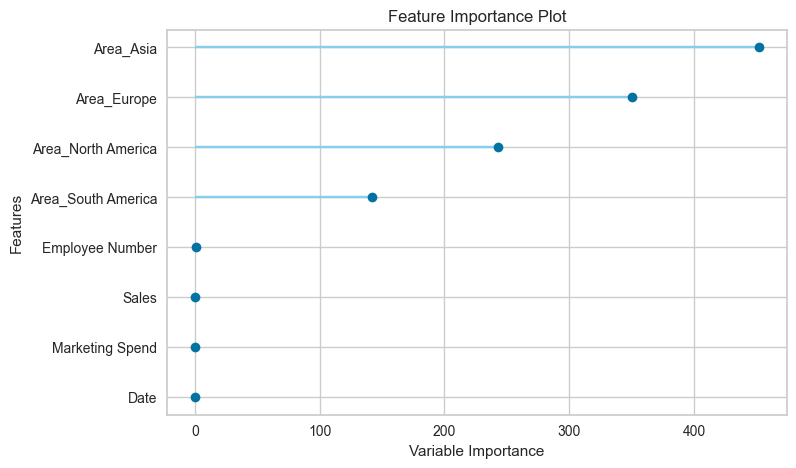 Feature Importance Plot
Area_Asia
Area_Europe
Area_North America
Area_South America
Employee Number
Sales
Marketing Spend
Date
Features
0 100 200 300 400
Variable Importance